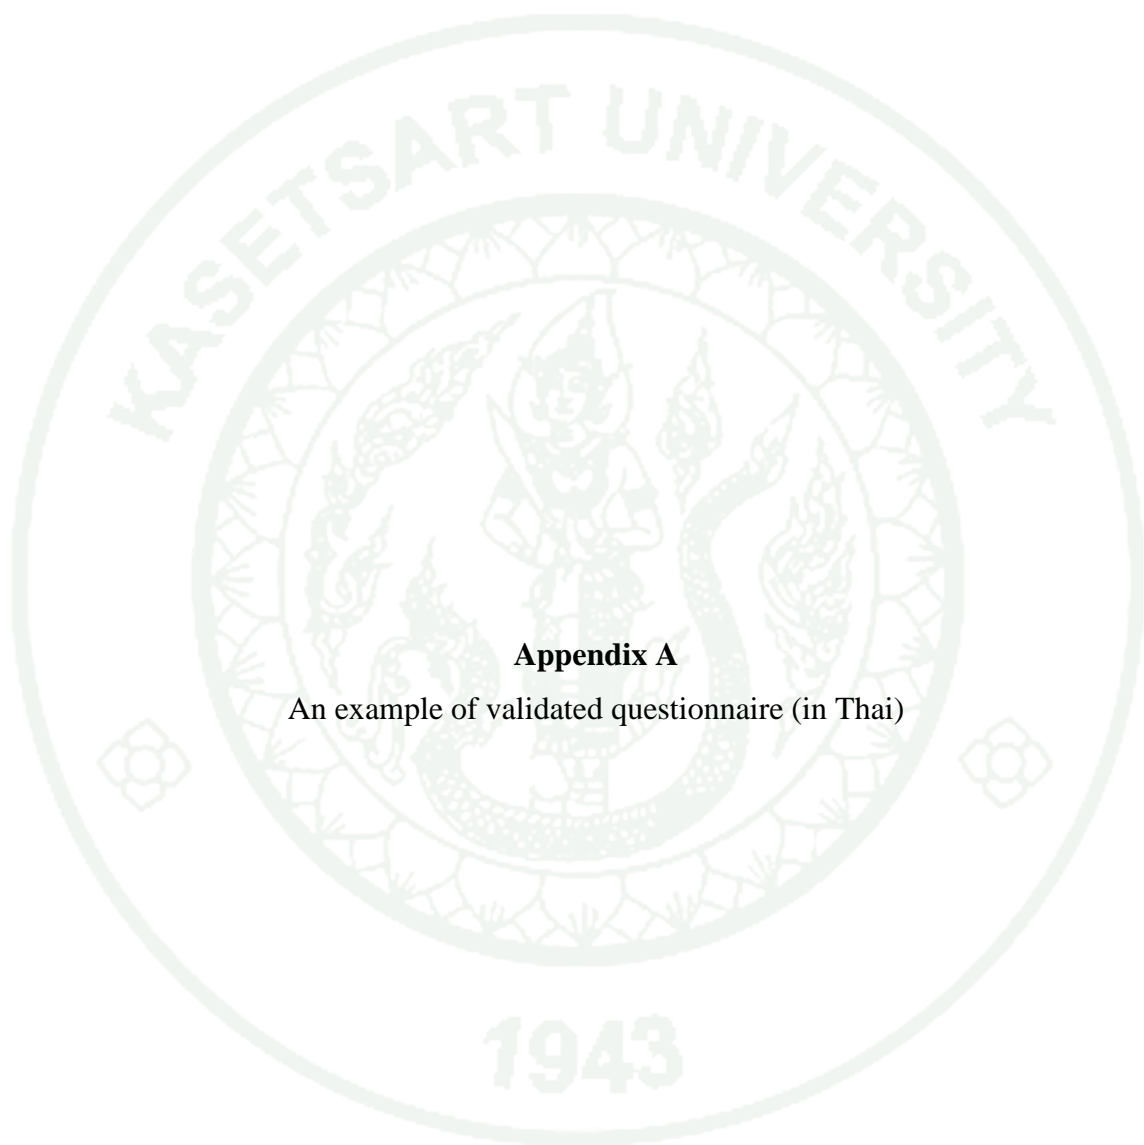 KASETSART UNIVERSITY
Appendix A
An example of validated questionnaire (in Thai)
1943